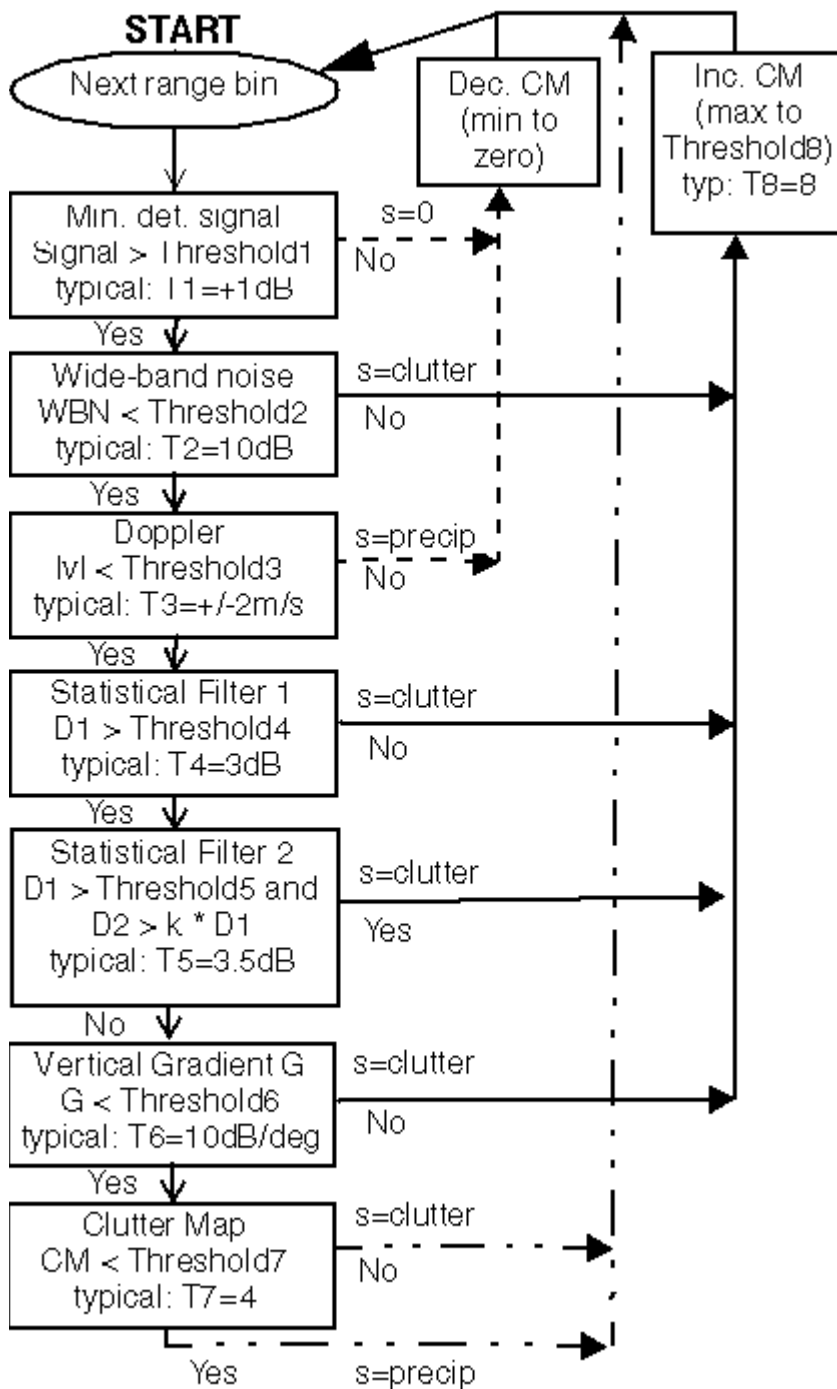 START
Next range bin
Dec. CM
(min to
zero)
Inc. CM
(max to
Threshold8)
typ: T8=8
Min. det. signal
Signal > Threshold1
typical: T1=+1dB
s=0
No
Yes
Wide-band noise
WBN < Threshold2
typical: T2=10dB
s=clutter
No
Yes
Doppler
|v| < Threshold3
typical: T3=+/-2m/s
s=precip
No
Yes
Statistical Filter 1
D1 > Threshold4
typical: T4=3dB
s=clutter
No
Yes
Statistical Filter 2
D1 > Threshold5 and
D2 > k * D1
typical: T5=3.5dB
s=clutter
Yes
No
Vertical Gradient G
G < Threshold6
typical: T6=10dB/deg
s=clutter
No
Yes
Clutter Map
CM < Threshold7
typical: T7=4
s=clutter
No
Yes s=precip